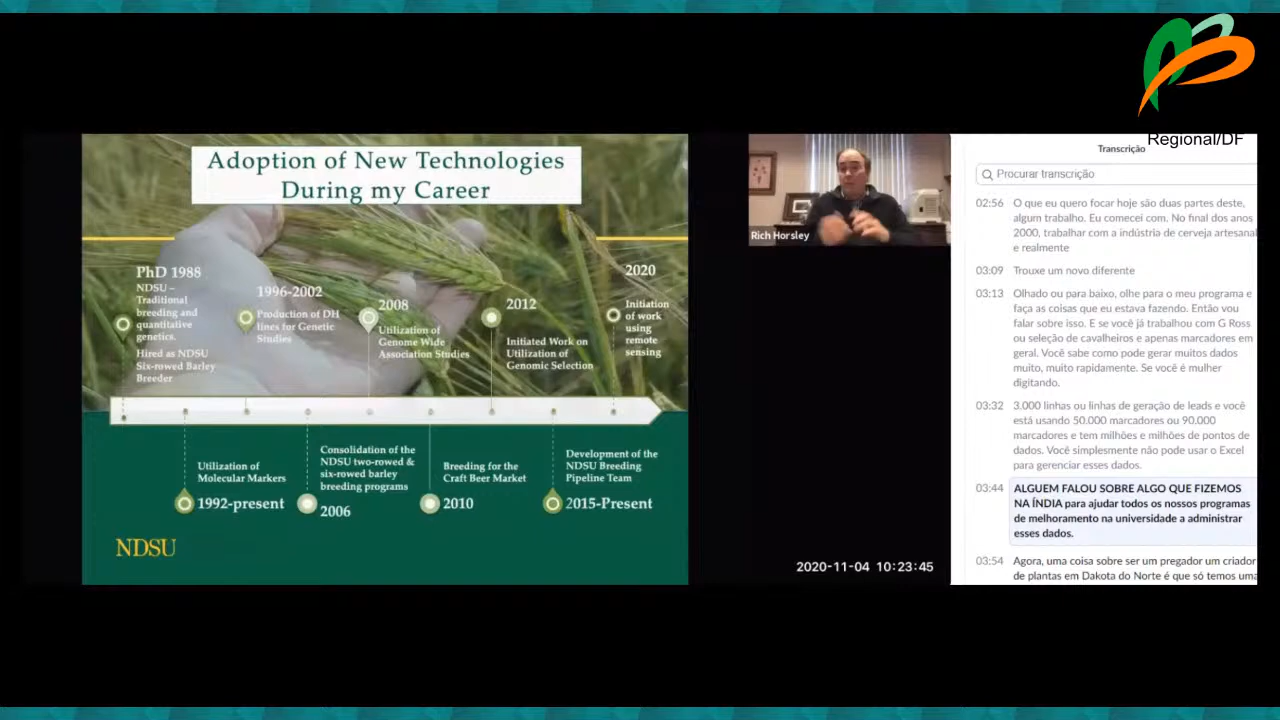 Regional/DF
Adoption of New Technologies
During my Career
PhD 1988
NDSU –
Traditional
breeding and
quantitative
genetics.
Hired as NDSU
Six-rowed Barley
Breeder
1996-2002
Production of DH
lines for Genetic
Studies
2008
Utilization of
Genome Wide
Association Studies
2012
Initiated Work on
Utilization of
Genomic Selection
2020
Initiation
of work
using
remote
sensing
Utilization of
Molecular Markers
1992-present
Consolidation of the
NDSU two-rowed &
six-rowed barley
breeding programs
2006
Breeding for the
Craft Beer Market
2010
Development of the
NDSU Breeding
Pipeline Team
2015-Present
NDSU
Rich Horsley
2020-11-04 10:23:45
Transcrição
Procurar transcrição
02:56 O que eu quero focar hoje são duas partes deste,
algum trabalho. Eu comecei com. No final dos anos
2000, trabalhar com a indústria de cerveja artesanal
e realmente
03:09 Trouxe um novo diferente
03:13 Olhado ou para baixo, olhe para o meu programa e
faça as coisas que eu estava fazendo. Então vou
falar sobre isso. E se você já trabalhou com G Ross
ou seleção de cavalheiros e apenas marcadores em
geral. Você sabe como pode gerar muitos dados
muito, muito rapidamente. Se você é mulher
digitando.
03:32 3.000 linhas ou linhas de geração de leads e você
está usando 50.000 marcadores ou 90.000
marcadores e tem milhões e milhões de pontos de
dados. Você simplesmente não pode usar o Excel
para gerenciar esses dados.
03:44 ALGUEM FALOU SOBRE ALGO QUE FIZEMOS
NA ÍNDIA para ajudar todos os nossos programas
de melhoramento na universidade a administrar
esses dados.
03:54 Agora, uma coisa sobre ser um pregador um criador
de plantas em Dakota do Norte é que só temos uma